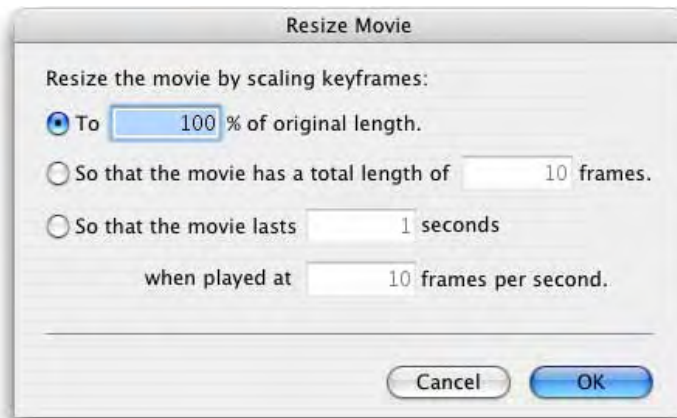 Resize Movie
Resize the movie by scaling keyframes:
To 100 % of original length.
So that the movie has a total length of 10 frames.
So that the movie lasts 1 seconds
when played at 10 frames per second.
Cancel OK